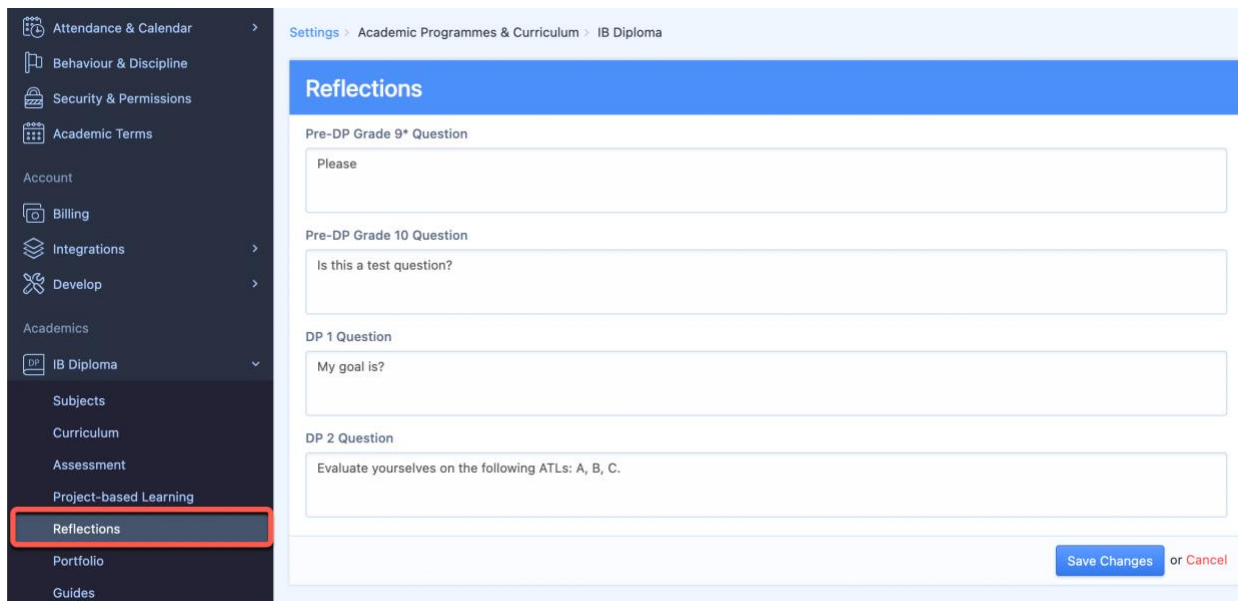 Attendance & Calendar
Behaviour & Discipline
Security & Permissions
Academic Terms
Account
Billing
Integrations
Develop
Academics
DP IB Diploma
Subjects
Curriculum
Assessment
Project-based Learning
Reflections
Portfolio
Guides
Settings > Academic Programmes & Curriculum > IB Diploma
Reflections
Pre-DP Grade 9* Question
Please
Pre-DP Grade 10 Question
Is this a test question?
DP 1 Question
My goal is?
DP 2 Question
Evaluate yourselves on the following ATLs: A, B, C.
Save Changes or Cancel